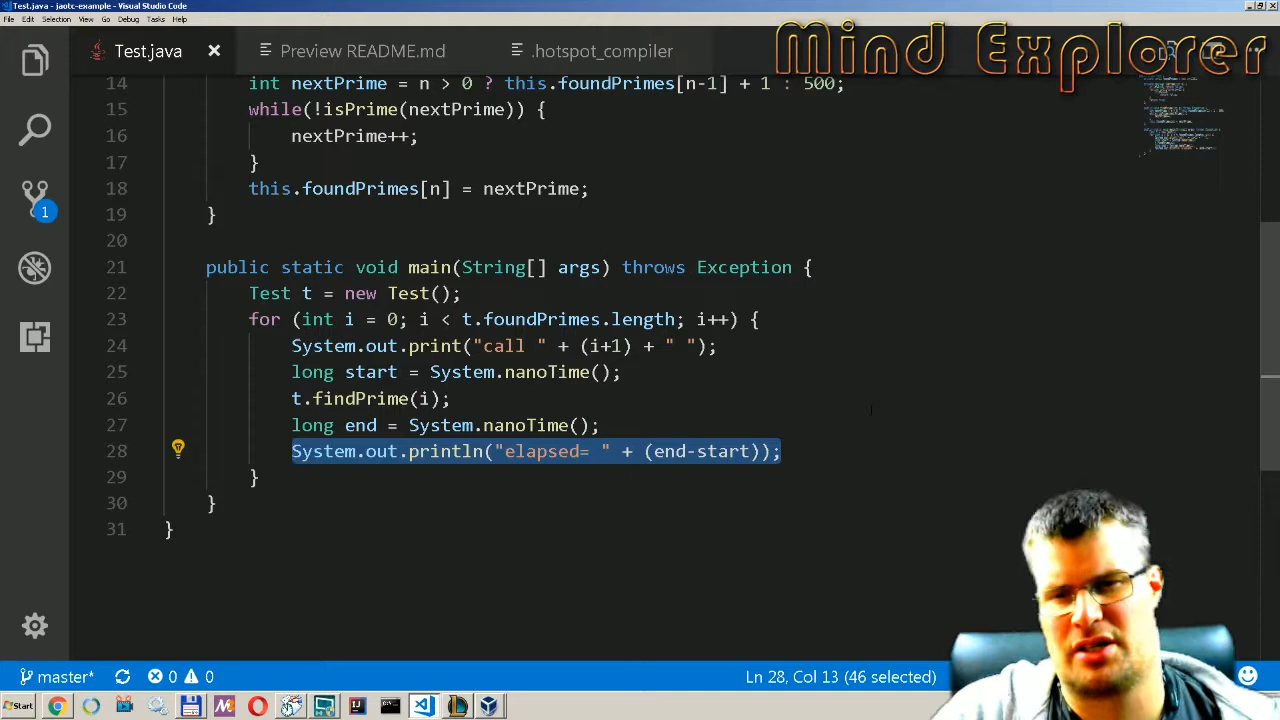 Test.java - jaotc-example - Visual Studio Code
File Edit Selection View Go Debug Tasks Help
Mind Explorer
Test.java Preview README.md .hotspot_compiler
14 int nextPrime = n > 0 ? this.foundPrimes[n-1] + 1 : 500;
15 while(!isPrime(nextPrime)) {
16 nextPrime++;
17 }
18 this.foundPrimes[n] = nextPrime;
19 }
20
21 public static void main(String[] args) throws Exception {
22 Test t = new Test();
23 for (int i = 0; i < t.foundPrimes.length; i++) {
24 System.out.print("call " + (i+1) + " ");
25 long start = System.nanoTime();
26 t.findPrime(i);
27 long end = System.nanoTime();
28 System.out.println("elapsed= " + (end-start));
29 }
30 }
31 }
1
master* 0 0 Ln 28, Col 13 (46 selected)
Start